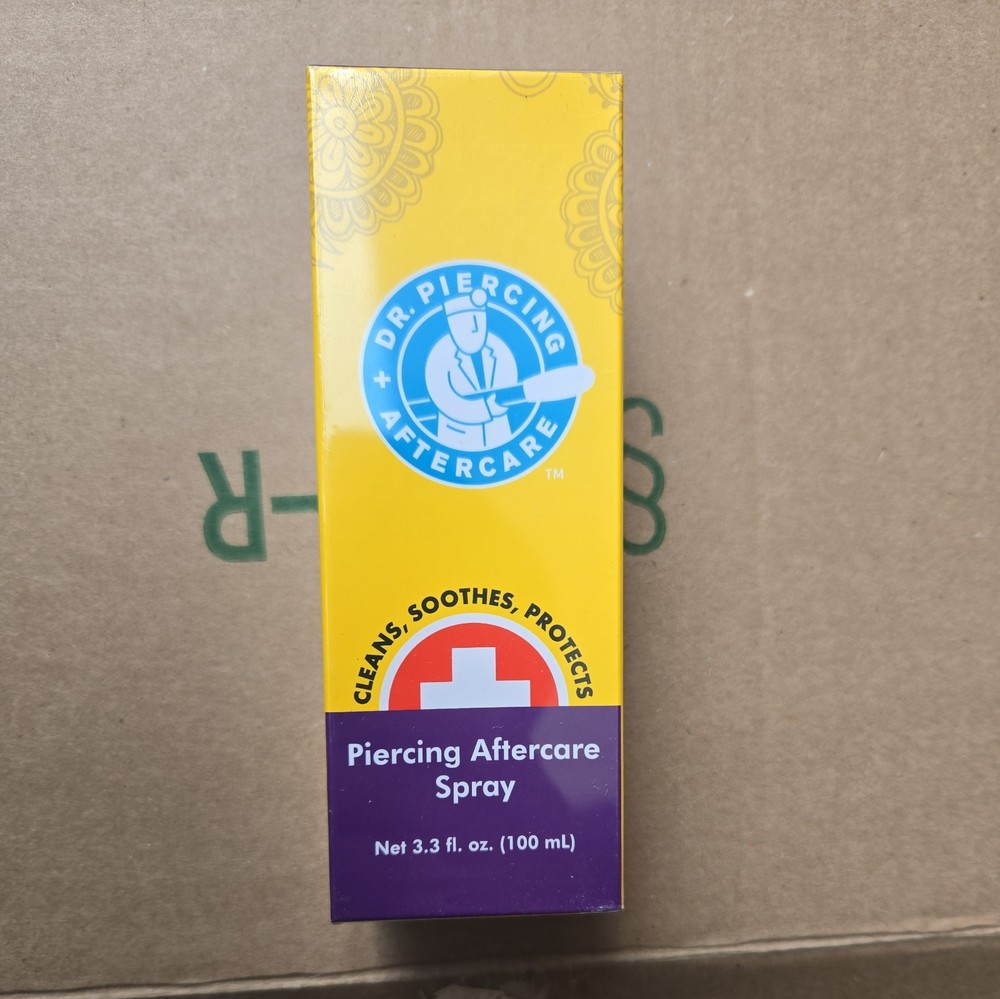 + DR. PIERCING
AFTERCARE
TM
CLEANS, SOOTHES, PROTECTS
Piercing Aftercare
Spray
Net 3.3 fl. oz. (100 mL)